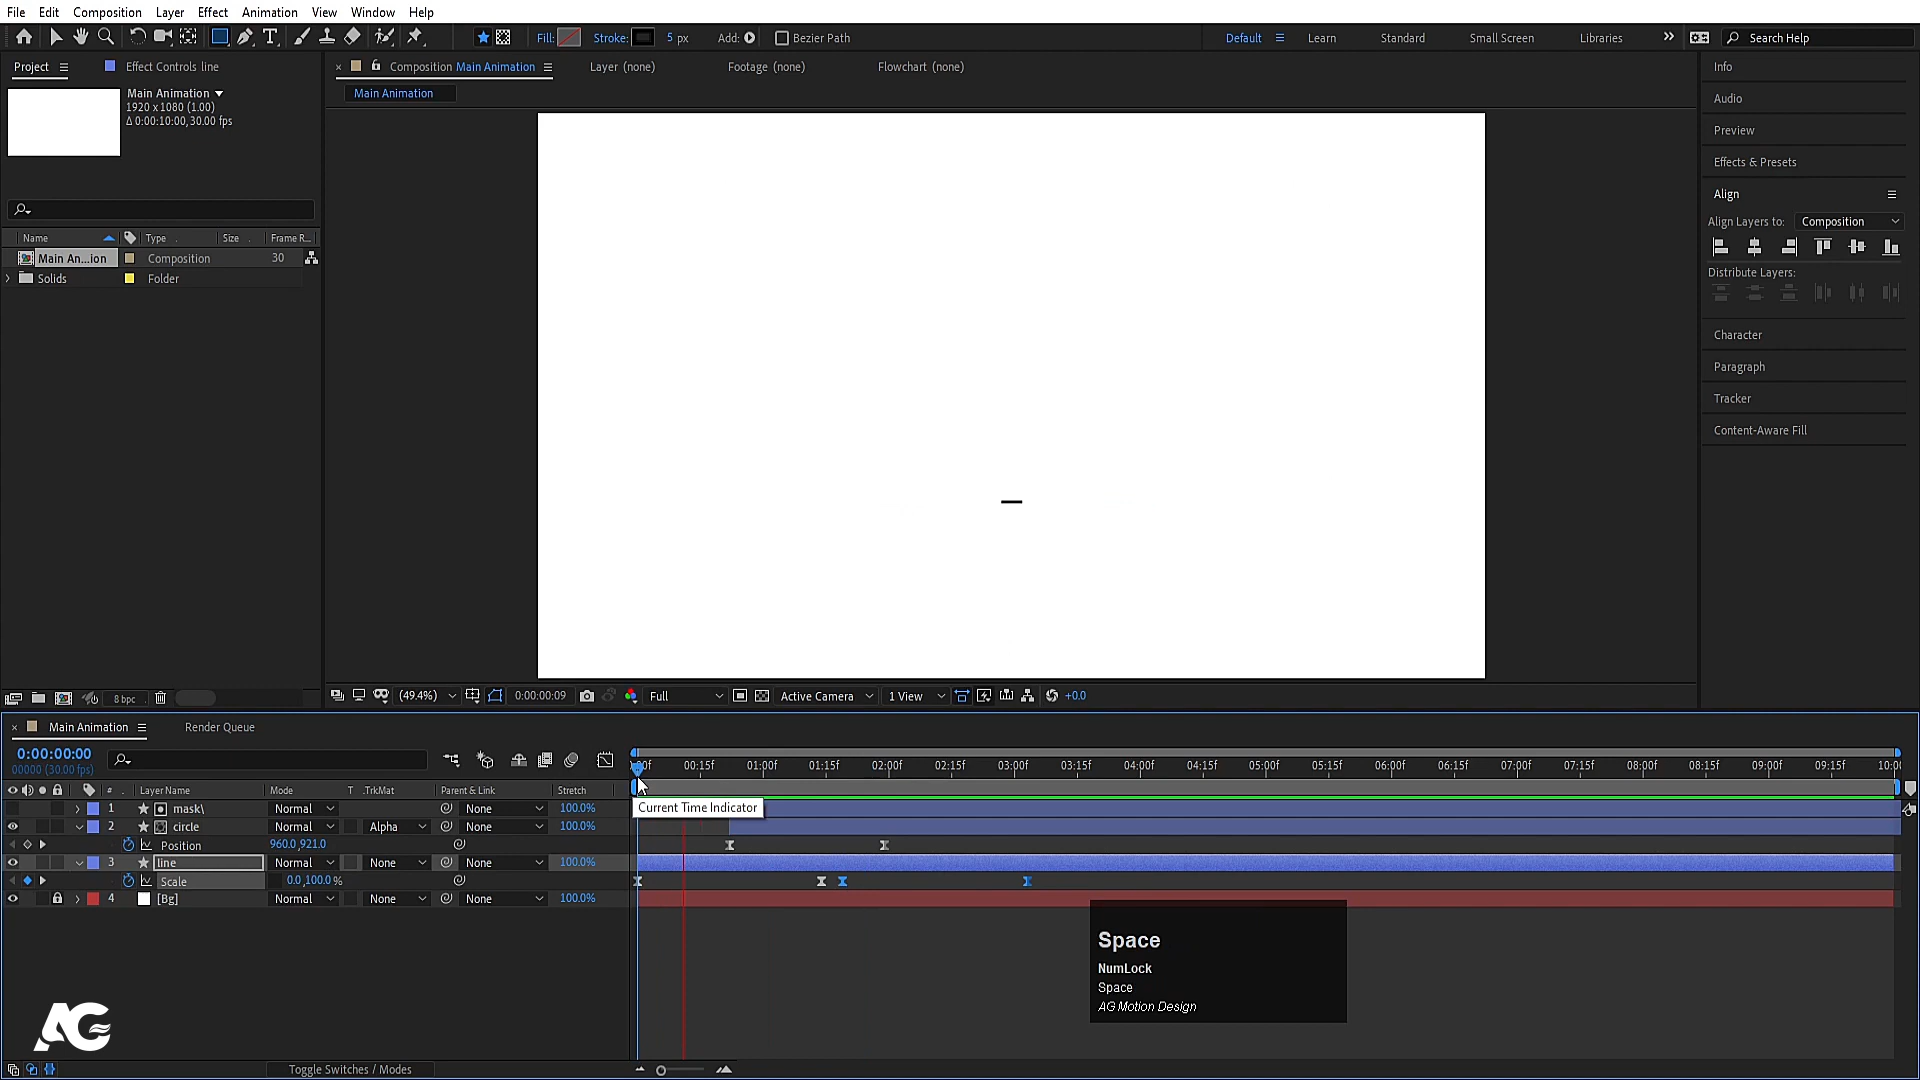 File Edit Composition Layer Effect Animation View Window Help
Fill: Stroke: 5 px Add: Bezier Path Default Learn Standard Small Screen Libraries Search Help
Project Effect Controls line
Composition Main Animation Layer (none) Footage (none) Flowchart (none)
Main Animation
Main Animation
1920 x 1080 (1.00)
Δ 0:00:10:00, 30.00 fps
Name Type Size Frame R...
Main An...ion Composition 30
Solids Folder
8 bpc
(49.4%) 0:00:00:09 Full Active Camera 1 View +0.0
Info
Audio
Preview
Effects & Presets
Align
Align Layers to: Composition
Distribute Layers:
Character
Paragraph
Tracker
Content-Aware Fill
Main Animation Render Queue
0:00:00:00
00000 (30.00 fps)
00:15f 01:00f 01:15f 02:00f 02:15f 03:00f 03:15f 04:00f 04:15f 05:00f 05:15f 06:00f 06:15f 07:00f 07:15f 08:00f 08:15f 09:00f 09:15f
# Layer Name Mode T .TrkMat Parent & Link Stretch
1 mask\ Normal None 100.0%
Current Time Indicator
2 circle Normal Alpha None 100.0%
Position 960.0,921.0
3 line Normal None None 100.0%
Scale 0.0,100.0%
4 [Bg] Normal None None 100.0%
Space
NumLock
Space
AG Motion Design
AG
Toggle Switches / Modes